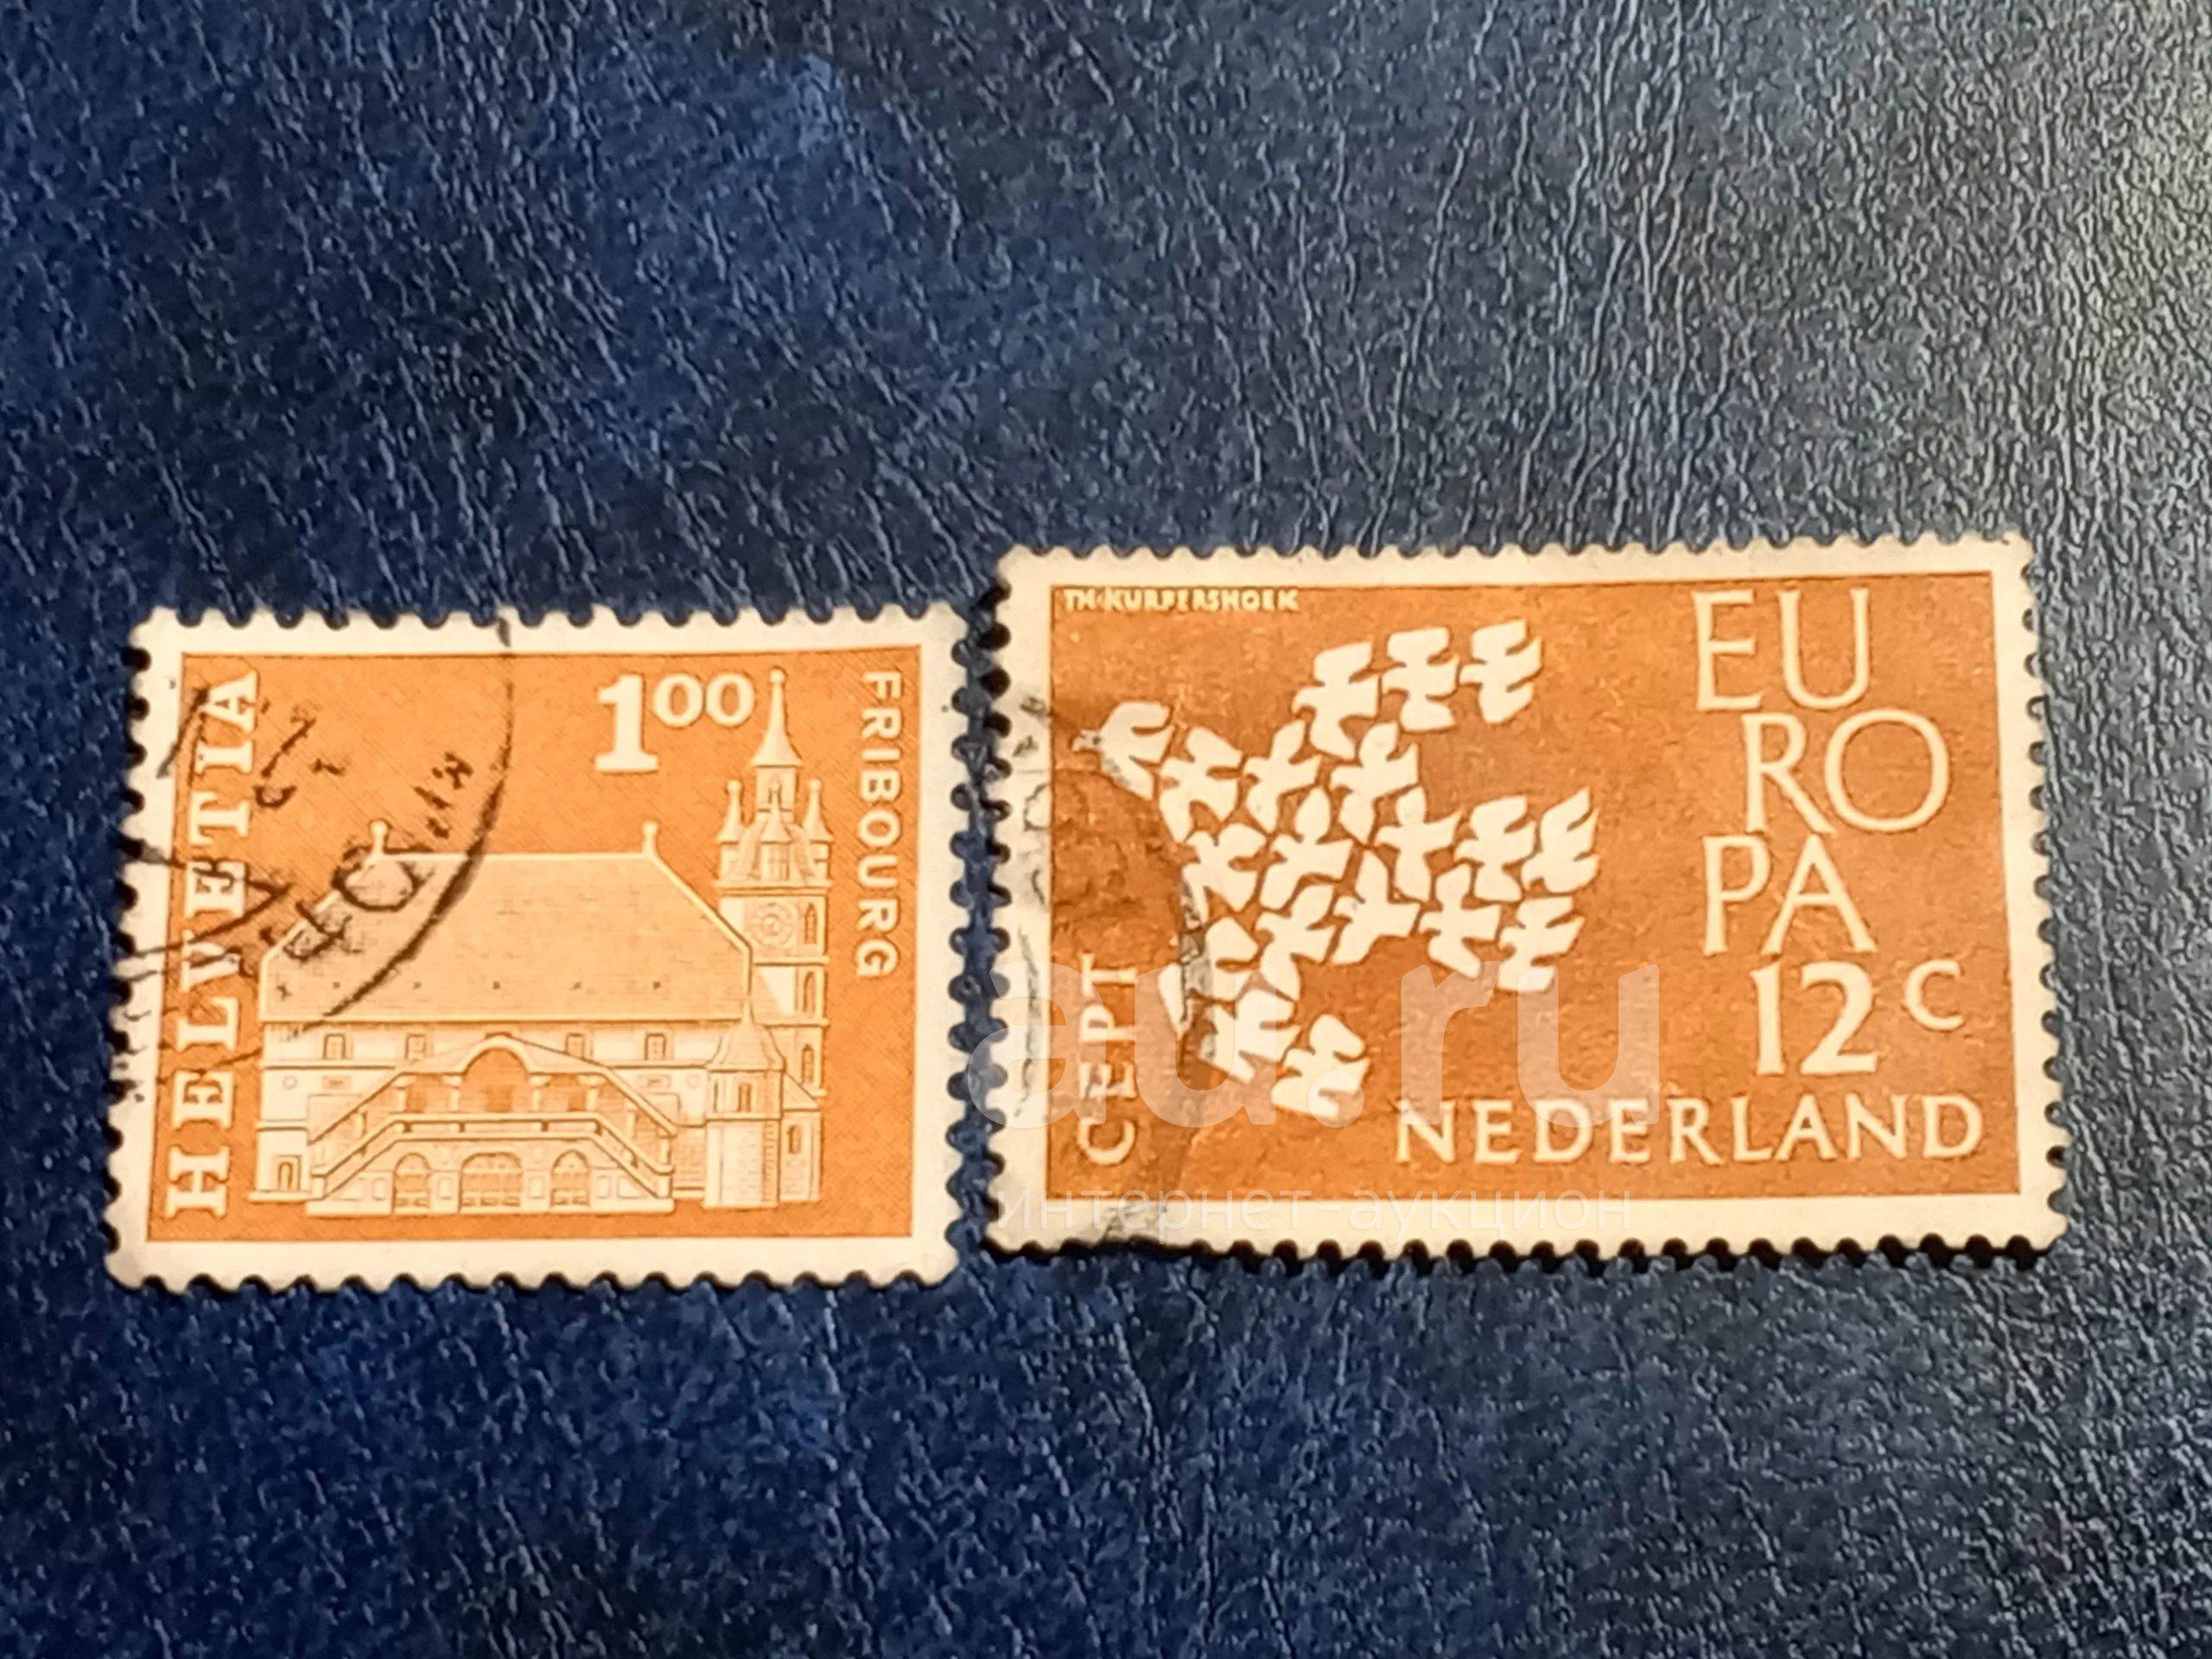 HELVETIA
1.00
FRIBOURG
TH·KURPERSHOEK
EU
RO
PA
12 C
CEPT
NEDERLAND
au.ru
интернет-аукцион